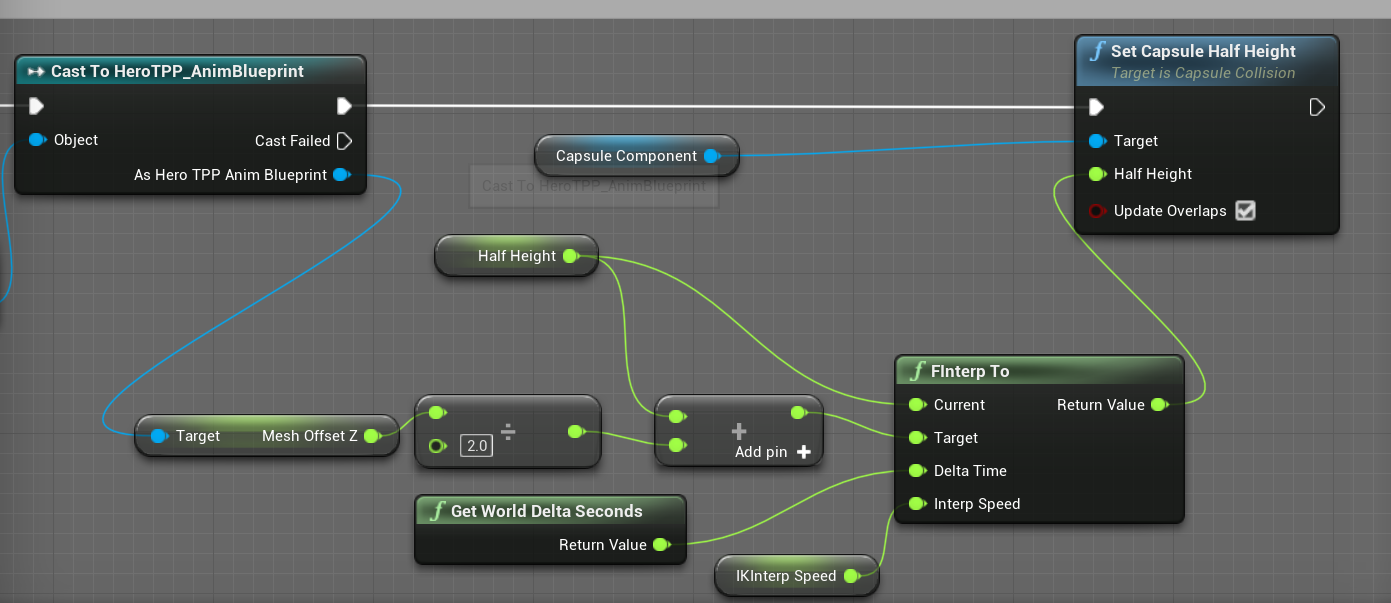 Cast To HeroTPP_AnimBlueprint
Object
Cast Failed
As Hero TPP Anim Blueprint
Capsule Component
Cast To HeroTPP_AnimBlueprint
Set Capsule Half Height
Target is Capsule Collision
Target
Half Height
Update Overlaps
Half Height
Target
Mesh Offset Z
2.0
÷
+
Add pin +
FInterp To
Current
Return Value
Target
Delta Time
Interp Speed
Get World Delta Seconds
Return Value
IKInterp Speed